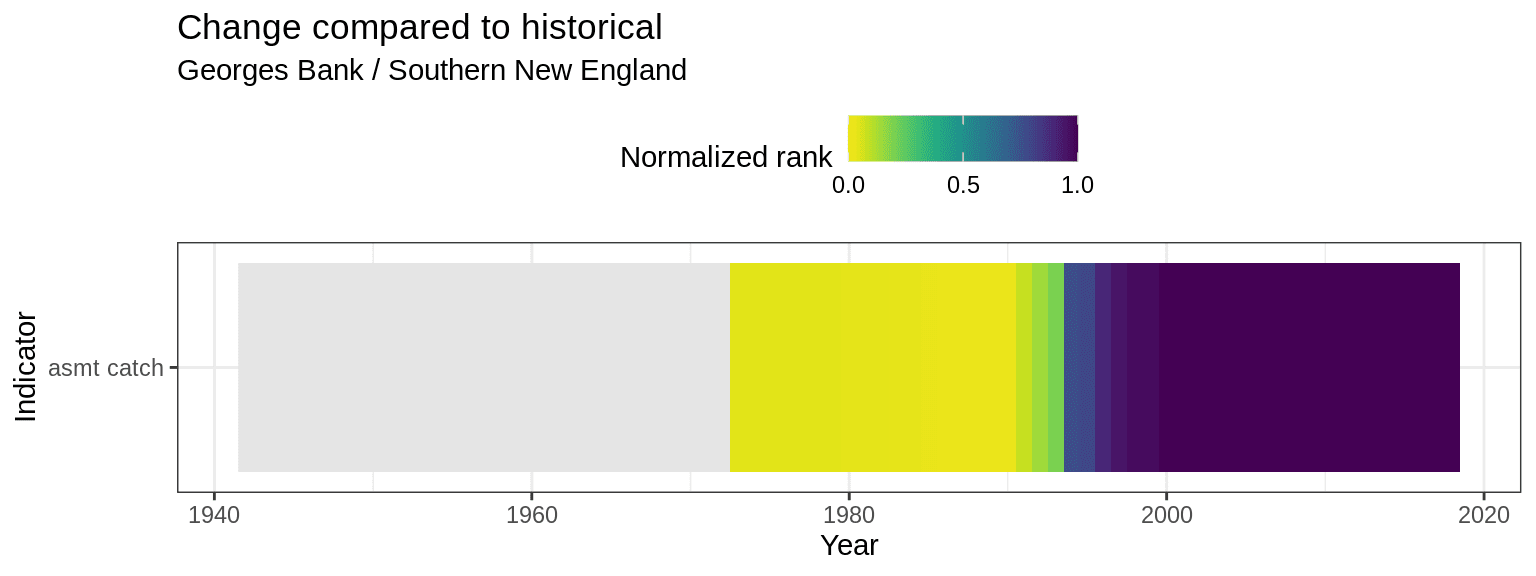 Change compared to historical
Georges Bank / Southern New England
Normalized rank
0.0 0.5 1.0
Indicator
asmt catch
1940 1960 1980 2000 2020
Year